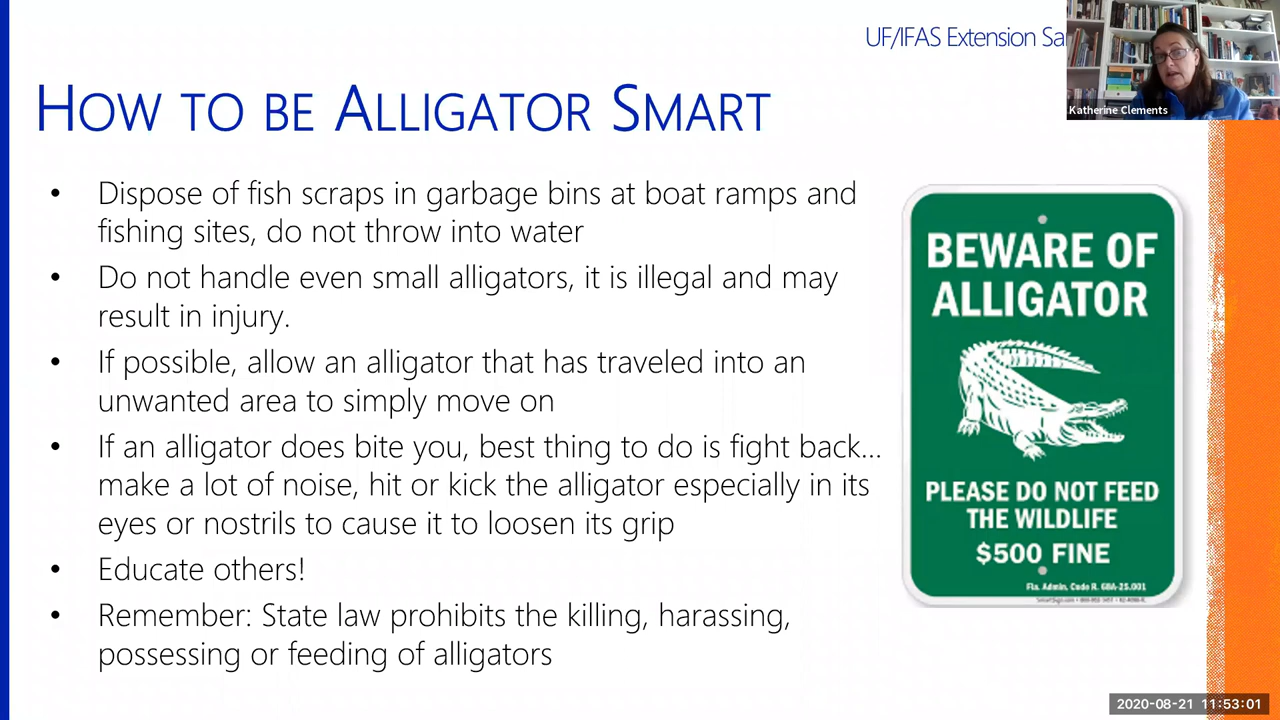 UF/IFAS Extension Sa
Katherine Clements
HOW TO BE ALLIGATOR SMART
• Dispose of fish scraps in garbage bins at boat ramps and
fishing sites, do not throw into water
• Do not handle even small alligators, it is illegal and may
result in injury.
• If possible, allow an alligator that has traveled into an
unwanted area to simply move on
• If an alligator does bite you, best thing to do is fight back...
make a lot of noise, hit or kick the alligator especially in its
eyes or nostrils to cause it to loosen its grip
• Educate others!
• Remember: State law prohibits the killing, harassing,
possessing or feeding of alligators
BEWARE OF
ALLIGATOR
PLEASE DO NOT FEED
THE WILDLIFE
$500 FINE
Fla. Admin. Code R. 68A-25.001
2020-08-21 11:53:01